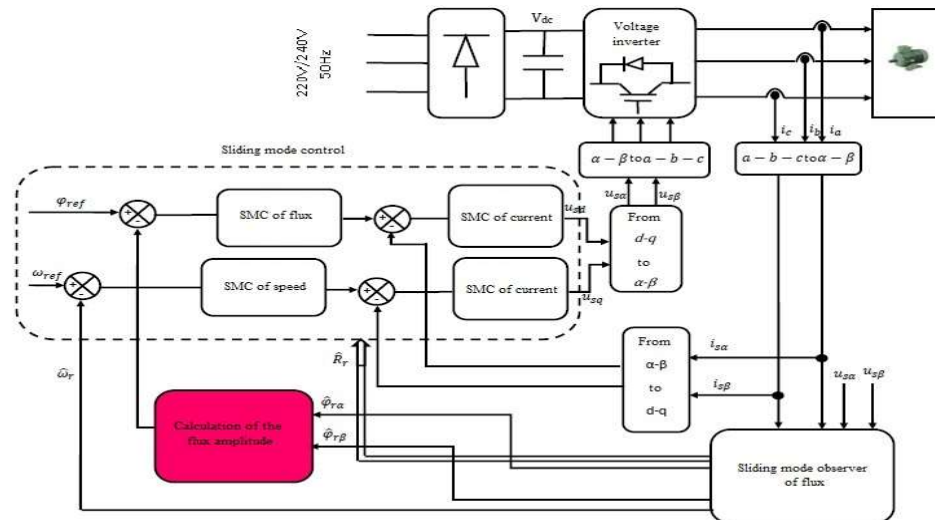 220V/240V
50Hz
V_dc
Voltage
inverter
i_c
i_b
i_a
α − β to a − b − c
a − b − c to α − β
Sliding mode control
u_sα
u_sβ
φ_ref
+
-
SMC of flux
+
-
SMC of current
u_sd
From
d-q
to
α-β
ω_ref
+
-
SMC of speed
+
-
SMC of current
u_sq
ω̂_r
R̂_r
From
α-β
to
d-q
i_sα
i_sβ
u_sα
u_sβ
Calculation of the
flux amplitude
φ̂_rα
φ̂_rβ
Sliding mode observer
of flux